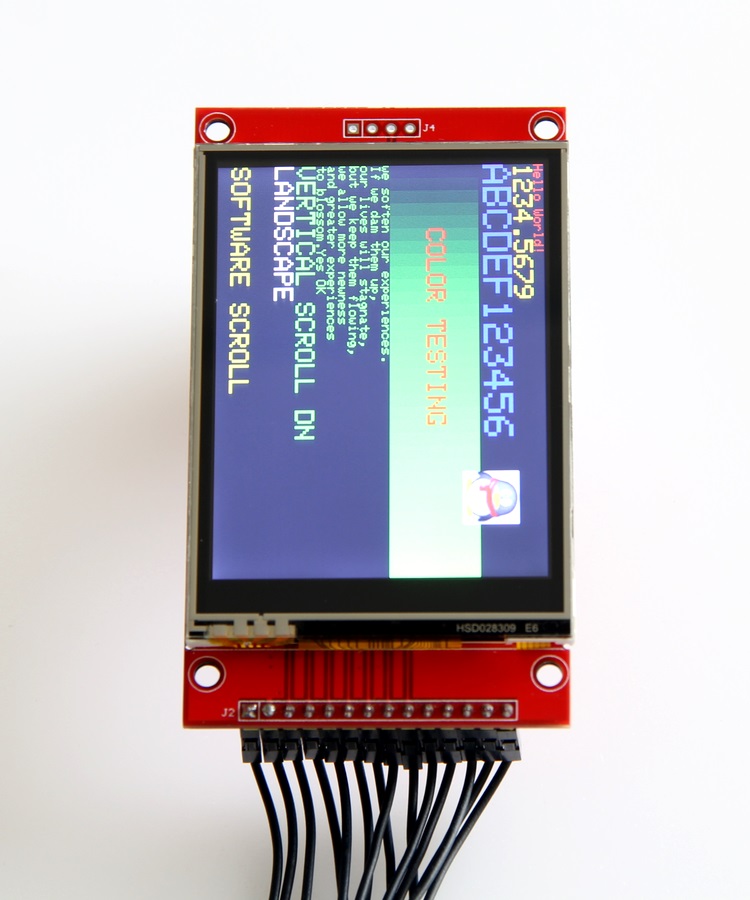 J4
Hello World!
1234.5679
ABCDEF123456
COLOR TESTING
we soften our experiences.
If we dam them up,
our lives will stagnate,
but we keep them flowing,
we allow more newness
and greater experiences
to blossom.Yes OK
VERTICAL SCROLL ON
LANDSCAPE
SOFTWARE SCROLL
HSD028309 E6
J2